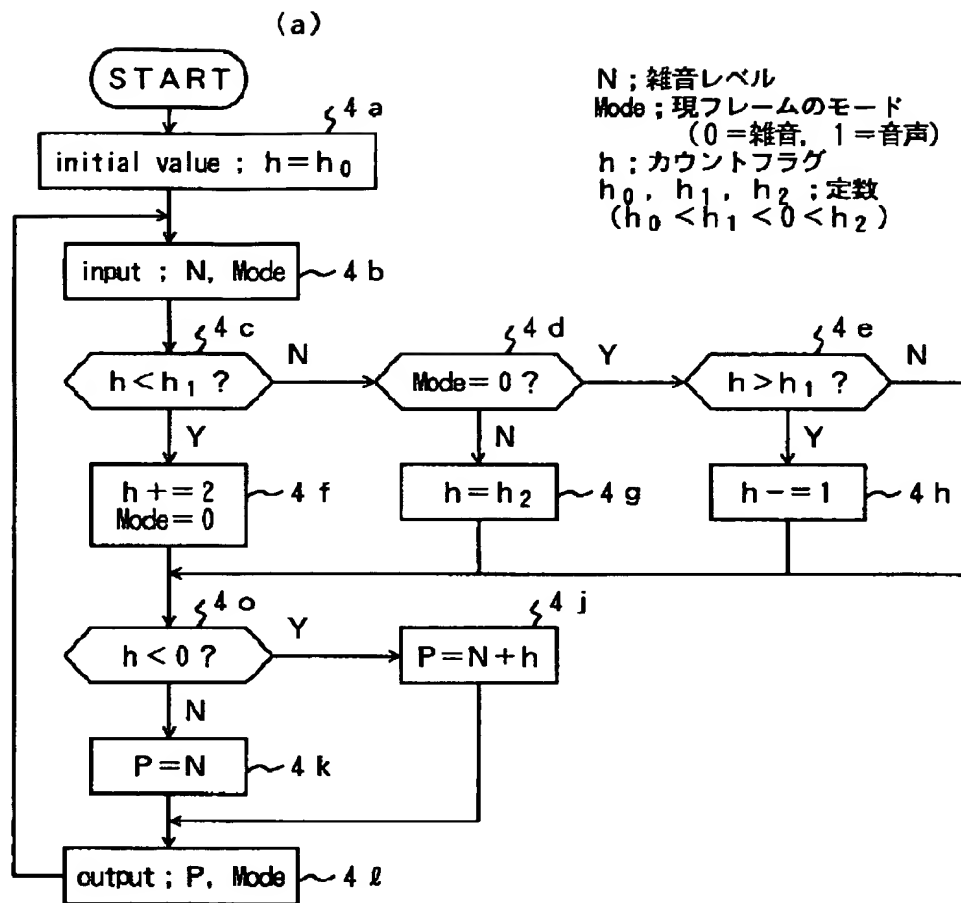 (a)
START
4a
initial value ; h=h0
N ; 雑音レベル
Mode ; 現フレームのモード
(0=雑音, 1=音声)
h ; カウントフラグ
h0, h1, h2 ; 定数
(h0<h1<0<h2)
input ; N, Mode
4b
4c
h<h1 ?
N
4d
Mode=0?
Y
4e
h>h1 ?
N
Y
N
Y
h+=2
Mode=0
4f
h=h2
4g
h-=1
4h
4o
h<0?
Y
4j
P=N+h
N
P=N
4k
output ; P, Mode
4ℓ